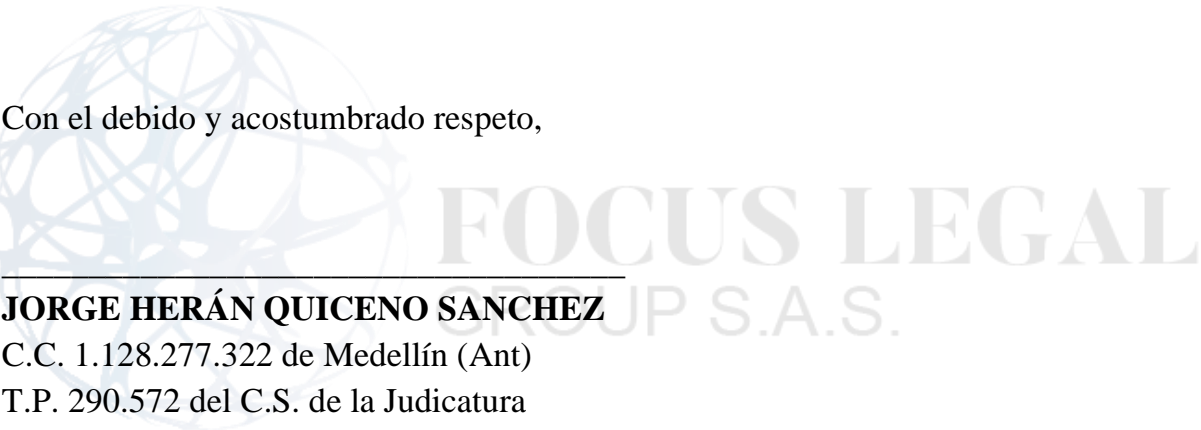 Con el debido y acostumbrado respeto,
FOCUS LEGAL
GROUP S.A.S.
____________________________________
JORGE HERÁN QUICENO SANCHEZ
C.C. 1.128.277.322 de Medellín (Ant)
T.P. 290.572 del C.S. de la Judicatura